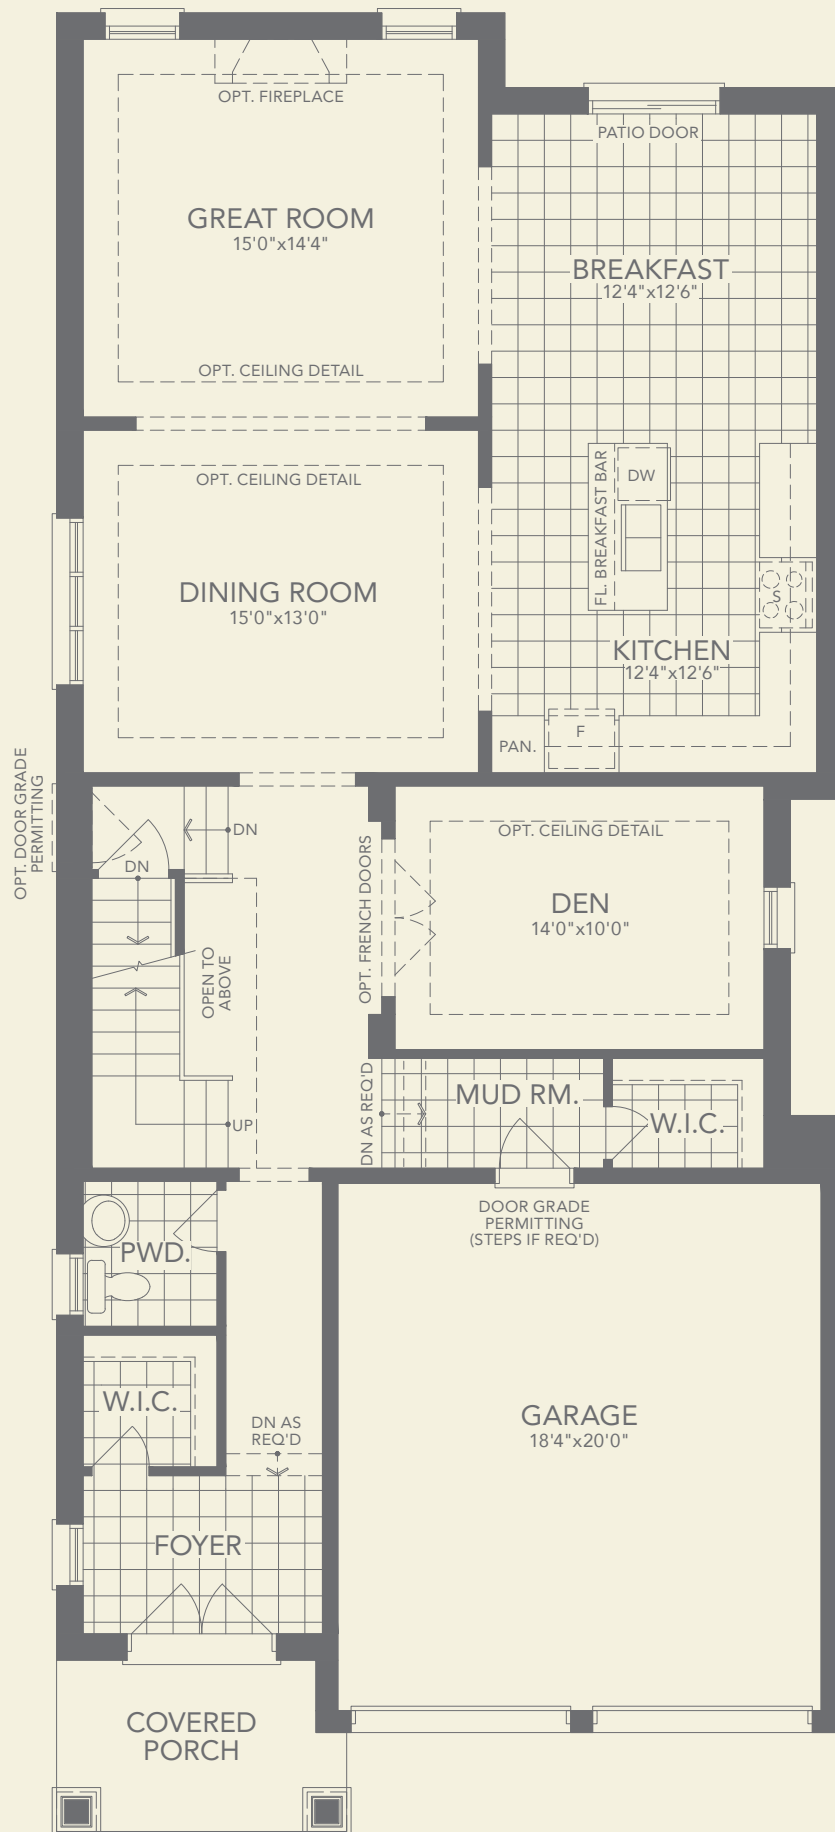 OPT. FIREPLACE
GREAT ROOM
15'0"x14'4"
OPT. CEILING DETAIL
PATIO DOOR
BREAKFAST
12'4"x12'6"
OPT. CEILING DETAIL
DINING ROOM
15'0"x13'0"
FL. BREAKFAST BAR
DW
S
KITCHEN
12'4"x12'6"
PAN.
F
OPT. DOOR GRADE
PERMITTING
DN
DN
OPEN TO
ABOVE
UP
OPT. FRENCH DOORS
OPT. CEILING DETAIL
DEN
14'0"x10'0"
DN AS REQ'D
MUD RM.
W.I.C.
DOOR GRADE
PERMITTING
(STEPS IF REQ'D)
PWD.
W.I.C.
DN AS
REQ'D
GARAGE
18'4"x20'0"
FOYER
COVERED
PORCH